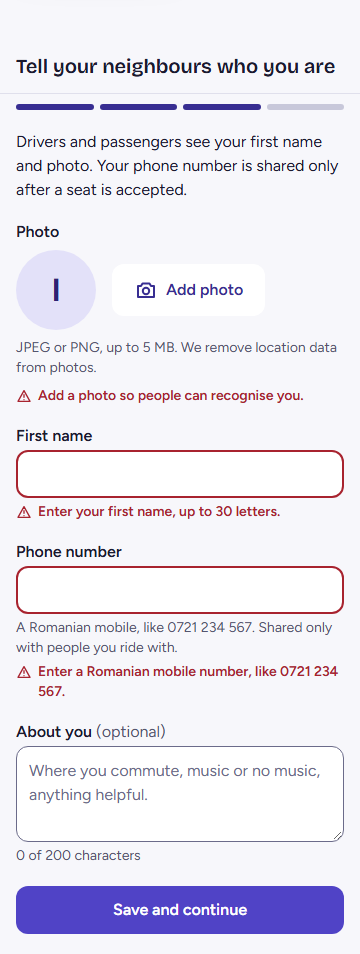 Tell your neighbours who you are
Drivers and passengers see your first name
and photo. Your phone number is shared only
after a seat is accepted.
Photo
I
Add photo
JPEG or PNG, up to 5 MB. We remove location data
from photos.
Add a photo so people can recognise you.
First name
Enter your first name, up to 30 letters.
Phone number
A Romanian mobile, like 0721 234 567. Shared only
with people you ride with.
Enter a Romanian mobile number, like 0721 234
567.
About you (optional)
Where you commute, music or no music,
anything helpful.
0 of 200 characters
Save and continue